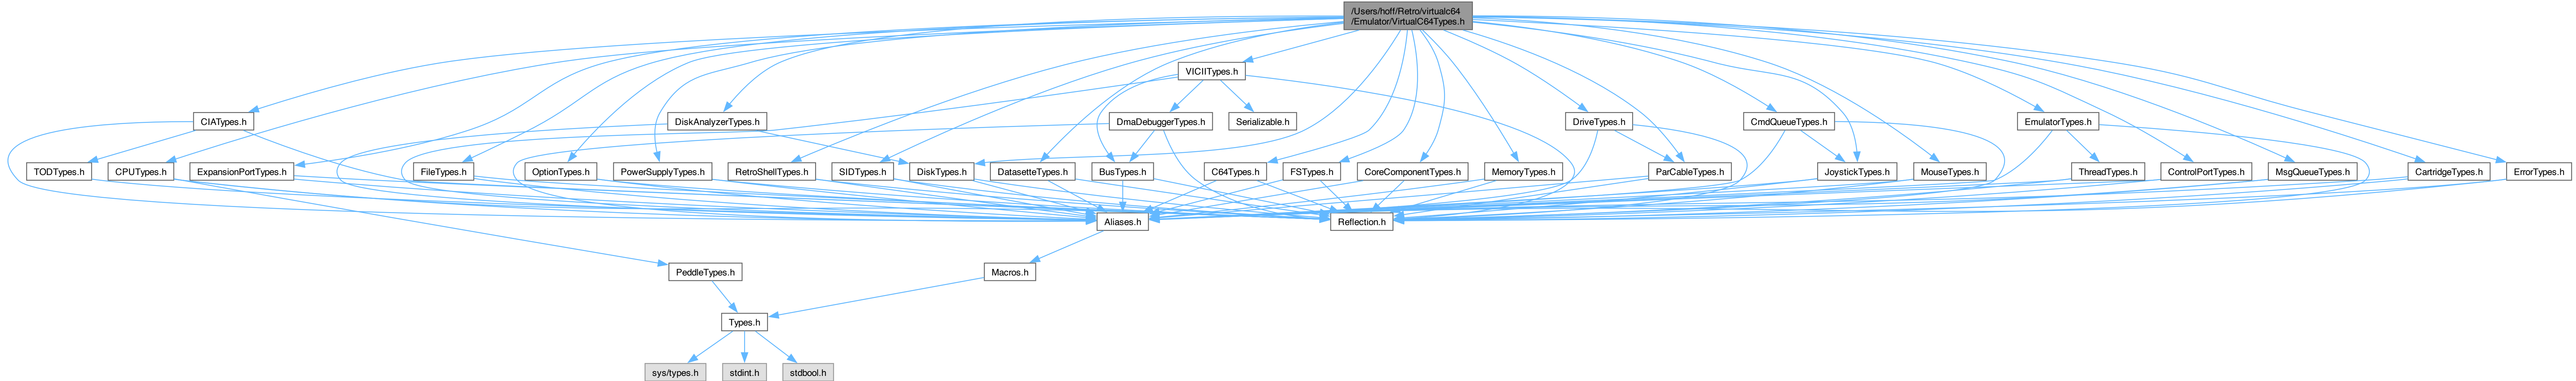 /Users/hoff/Retro/virtualc64
/Emulator/VirtualC64Types.h
VICIITypes.h
CIATypes.h
DiskAnalyzerTypes.h
DmaDebuggerTypes.h
Serializable.h
DriveTypes.h
CmdQueueTypes.h
EmulatorTypes.h
TODTypes.h
CPUTypes.h
ExpansionPortTypes.h
FileTypes.h
OptionTypes.h
PowerSupplyTypes.h
RetroShellTypes.h
SIDTypes.h
DiskTypes.h
DatasetteTypes.h
BusTypes.h
C64Types.h
FSTypes.h
CoreComponentTypes.h
MemoryTypes.h
ParCableTypes.h
JoystickTypes.h
MouseTypes.h
ThreadTypes.h
ControlPortTypes.h
MsgQueueTypes.h
CartridgeTypes.h
ErrorTypes.h
Aliases.h
Reflection.h
PeddleTypes.h
Macros.h
Types.h
sys/types.h
stdint.h
stdbool.h